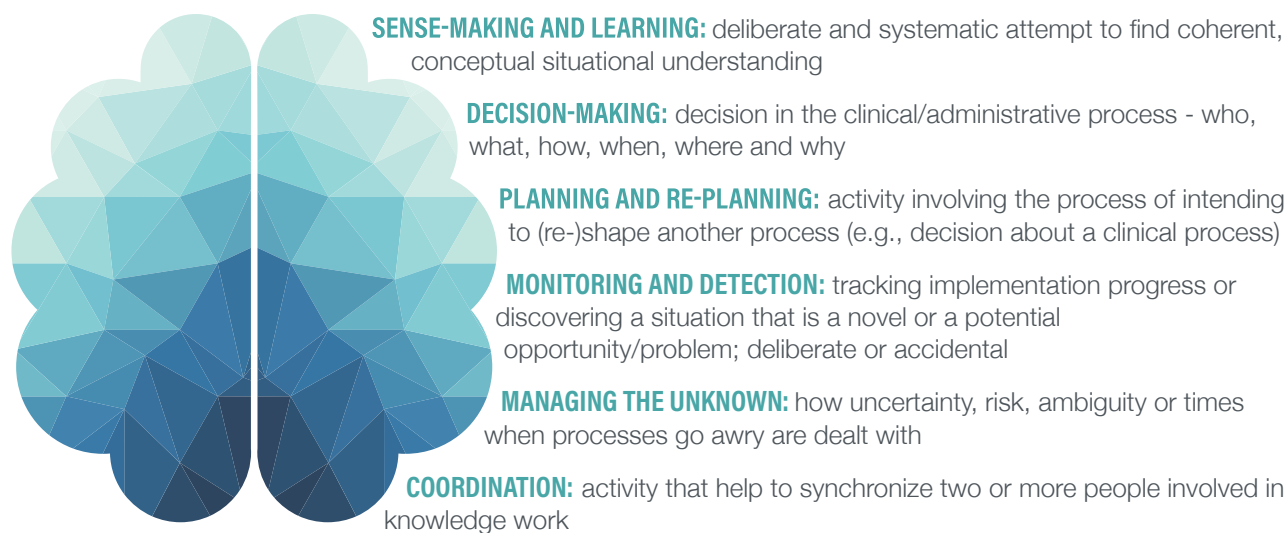 SENSE-MAKING AND LEARNING: deliberate and systematic attempt to find coherent,
conceptual situational understanding
DECISION-MAKING: decision in the clinical/administrative process - who,
what, how, when, where and why
PLANNING AND RE-PLANNING: activity involving the process of intending
to (re-)shape another process (e.g., decision about a clinical process)
MONITORING AND DETECTION: tracking implementation progress or
discovering a situation that is a novel or a potential
opportunity/problem; deliberate or accidental
MANAGING THE UNKNOWN: how uncertainty, risk, ambiguity or times
when processes go awry are dealt with
COORDINATION: activity that help to synchronize two or more people involved in
knowledge work